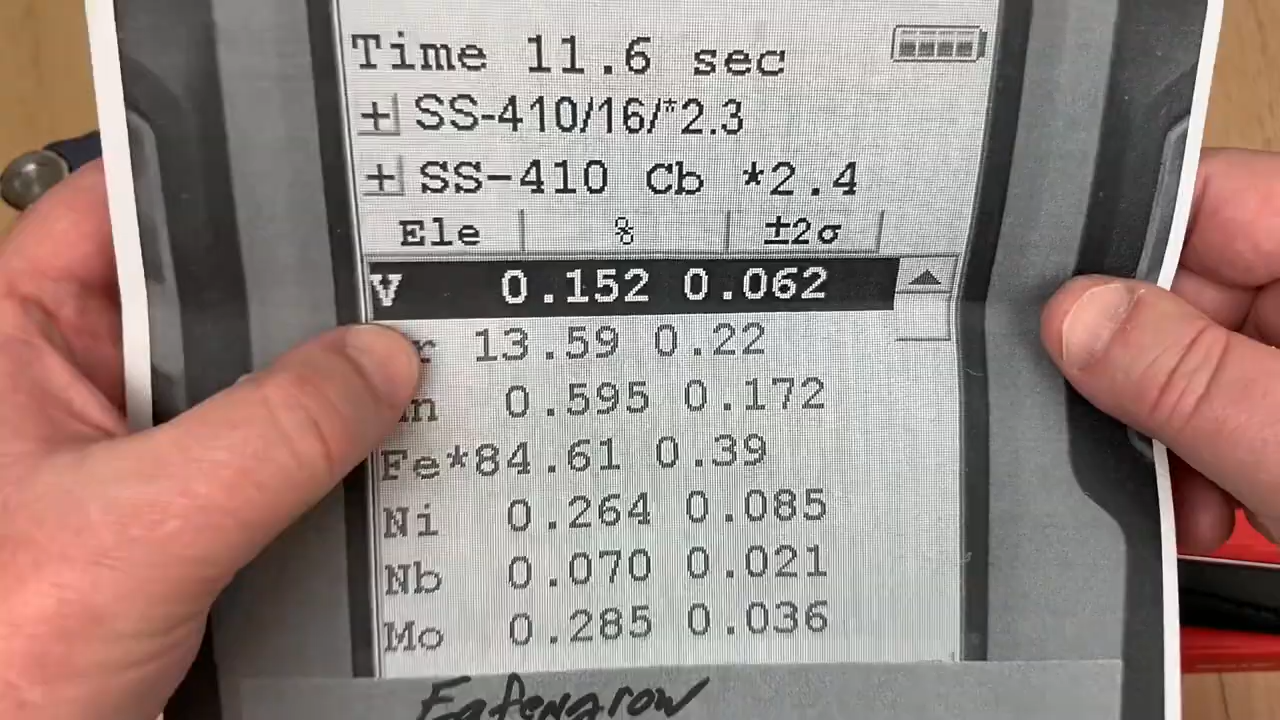 Time 11.6 sec
+ SS-410/16/*2.3
+ SS-410 Cb *2.4
Ele % ±2σ
V 0.152 0.062
r 13.59 0.22
n 0.595 0.172
Fe*84.61 0.39
Ni 0.264 0.085
Nb 0.070 0.021
Mo 0.285 0.036